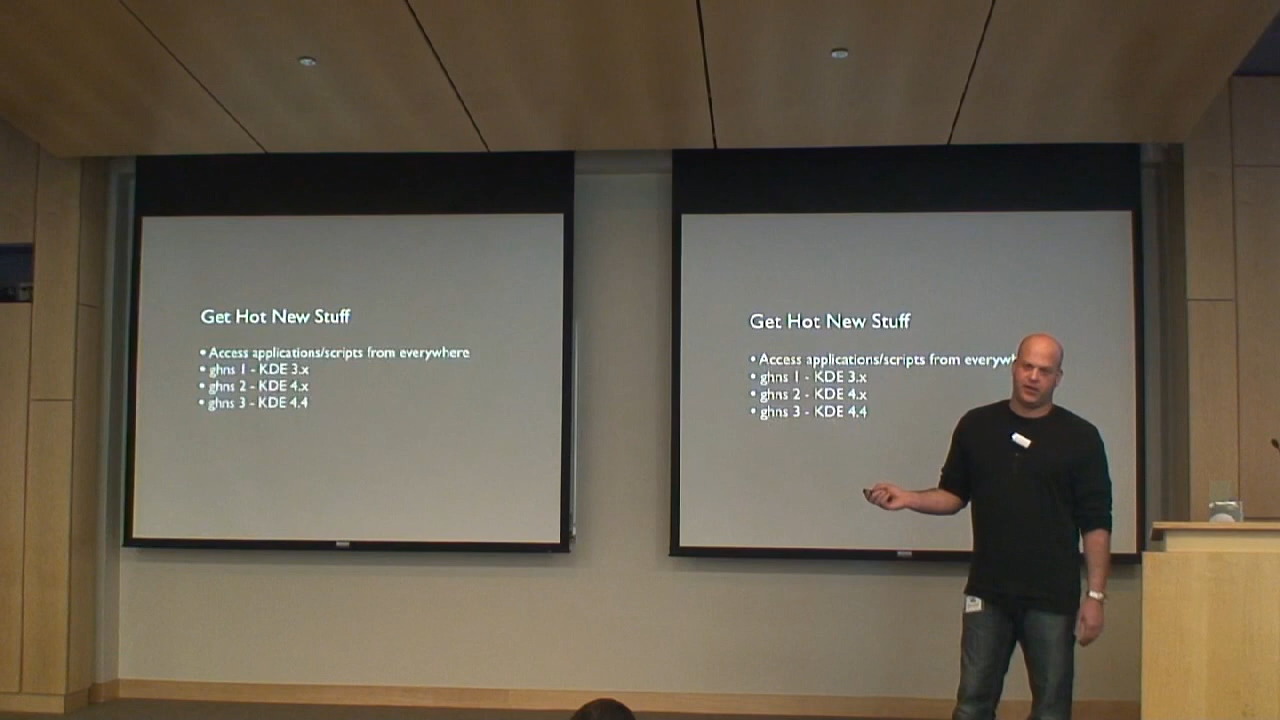 Get Hot New Stuff
• Access applications/scripts from everywhere
• ghns 1 - KDE 3.x
• ghns 2 - KDE 4.x
• ghns 3 - KDE 4.4
Get Hot New Stuff
• Access applications/scripts from everywh
• ghns 1 - KDE 3.x
• ghns 2 - KDE 4.x
• ghns 3 - KDE 4.4